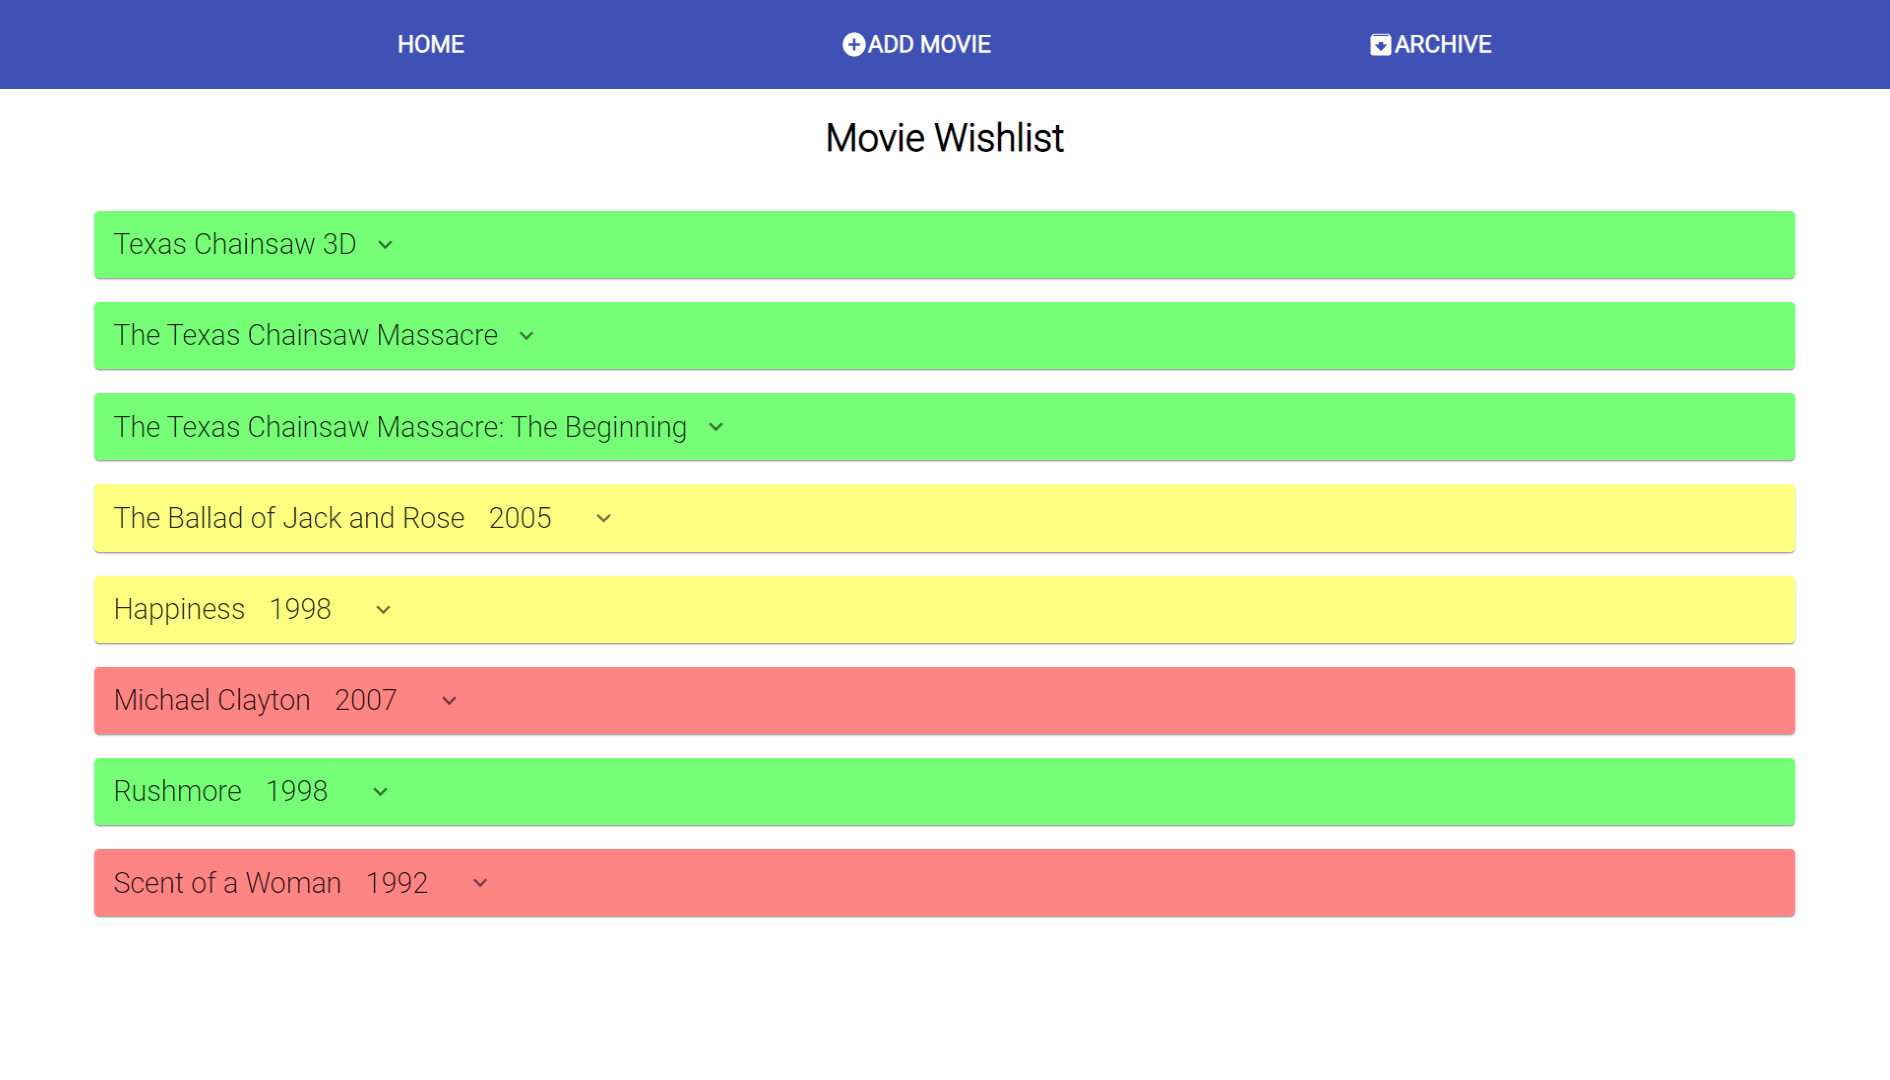 HOME ADD MOVIE ARCHIVE
Movie Wishlist
Texas Chainsaw 3D
The Texas Chainsaw Massacre
The Texas Chainsaw Massacre: The Beginning
The Ballad of Jack and Rose 2005
Happiness 1998
Michael Clayton 2007
Rushmore 1998
Scent of a Woman 1992